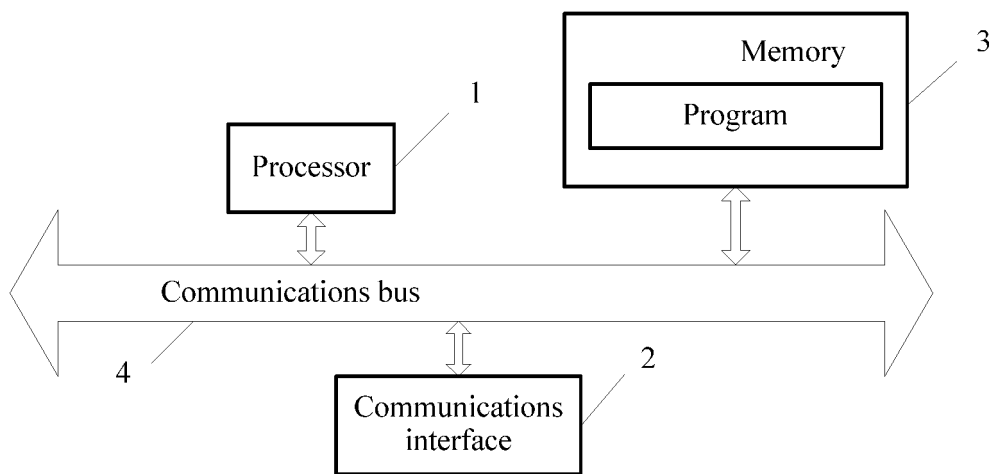 Memory
3
Program
1
Processor
Communications bus
4
2
Communications
interface